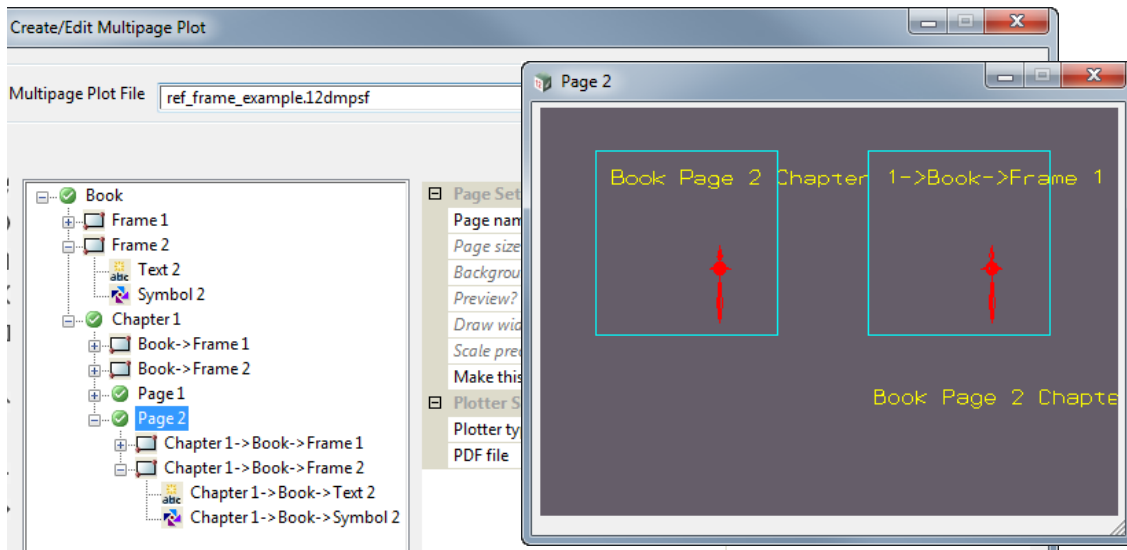 Create/Edit Multipage Plot
Multipage Plot File ref_frame_example.12dmpsf
Book
Frame 1
Frame 2
abc Text 2
Symbol 2
Chapter 1
Book->Frame 1
Book->Frame 2
Page 1
Page 2
Chapter 1->Book->Frame 1
Chapter 1->Book->Frame 2
abc Chapter 1->Book->Text 2
Chapter 1->Book->Symbol 2
Page Set
Page nam
Page size
Backgrou
Preview?
Draw wid
Scale prev
Make this
Plotter S
Plotter ty
PDF file
Page 2
Book Page 2 Chapter 1->Book->Frame 1
Book Page 2 Chapte